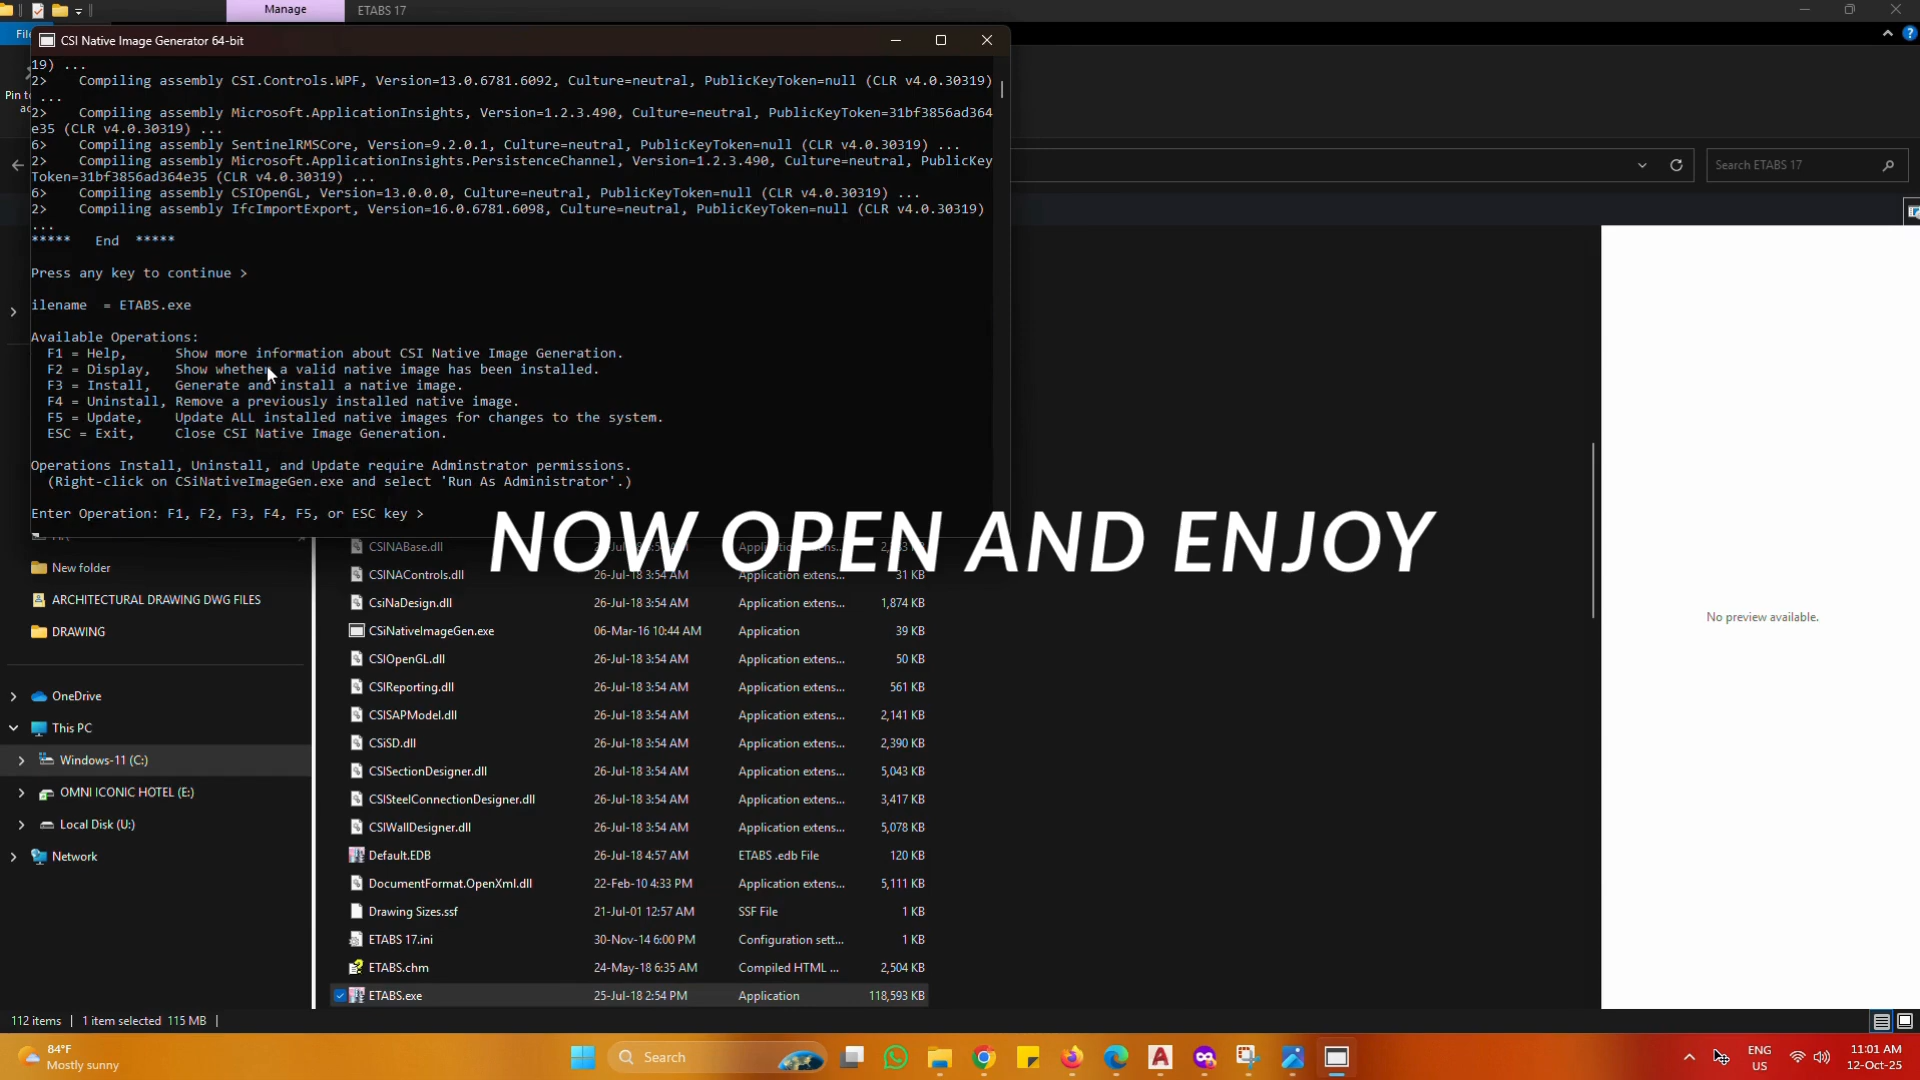 Manage
ETABS 17
Fil
CSI Native Image Generator 64-bit
19) ...
2>    Compiling assembly CSI.Controls.WPF, Version=13.0.6781.6092, Culture=neutral, PublicKeyToken=null (CLR v4.0.30319)
...
2>    Compiling assembly Microsoft.ApplicationInsights, Version=1.2.3.490, Culture=neutral, PublicKeyToken=31bf3856ad364
e35 (CLR v4.0.30319) ...
6>    Compiling assembly SentinelRMSCore, Version=9.2.0.1, Culture=neutral, PublicKeyToken=null (CLR v4.0.30319) ...
2>    Compiling assembly Microsoft.ApplicationInsights.PersistenceChannel, Version=1.2.3.490, Culture=neutral, PublicKey
Token=31bf3856ad364e35 (CLR v4.0.30319) ...
6>    Compiling assembly CSIOpenGL, Version=13.0.0.0, Culture=neutral, PublicKeyToken=null (CLR v4.0.30319) ...
2>    Compiling assembly IfcImportExport, Version=16.0.6781.6098, Culture=neutral, PublicKeyToken=null (CLR v4.0.30319)
...
*****   End  *****
Press any key to continue >
ilename  = ETABS.exe
Available Operations:
F1 = Help,      Show more information about CSI Native Image Generation.
F2 = Display,   Show whether a valid native image has been installed.
F3 = Install,   Generate and install a native image.
F4 = Uninstall, Remove a previously installed native image.
F5 = Update,    Update ALL installed native images for changes to the system.
ESC = Exit,     Close CSI Native Image Generation.
Operations Install, Uninstall, and Update require Adminstrator permissions.
(Right-click on CSiNativeImageGen.exe and select 'Run As Administrator'.)
Enter Operation: F1, F2, F3, F4, F5, or ESC key >
Pin to
ac
Search ETABS 17
NOW OPEN AND ENJOY
New folder
ARCHITECTURAL DRAWING DWG FILES
DRAWING
OneDrive
This PC
Windows-11 (C:)
OMNI ICONIC HOTEL (E:)
Local Disk (U:)
Network
CSINABase.dll
CSINAControls.dll 26-Jul-18 3:54 AM Application extens... 31 KB
CsiNaDesign.dll 26-Jul-18 3:54 AM Application extens... 1,874 KB
CSiNativeImageGen.exe 06-Mar-16 10:44 AM Application 39 KB
CSIOpenGL.dll 26-Jul-18 3:54 AM Application extens... 50 KB
CSIReporting.dll 26-Jul-18 3:54 AM Application extens... 561 KB
CSISAPModel.dll 26-Jul-18 3:54 AM Application extens... 2,141 KB
CSiSD.dll 26-Jul-18 3:54 AM Application extens... 2,390 KB
CSISectionDesigner.dll 26-Jul-18 3:54 AM Application extens... 5,043 KB
CSISteelConnectionDesigner.dll 26-Jul-18 3:54 AM Application extens... 3,417 KB
CSIWallDesigner.dll 26-Jul-18 3:54 AM Application extens... 5,078 KB
Default.EDB 26-Jul-18 4:57 AM ETABS .edb File 120 KB
DocumentFormat.OpenXml.dll 22-Feb-10 4:33 PM Application extens... 5,111 KB
Drawing Sizes.ssf 21-Jul-01 12:57 AM SSF File 1 KB
ETABS 17.ini 30-Nov-14 6:00 PM Configuration sett... 1 KB
ETABS.chm 24-May-18 6:35 AM Compiled HTML ... 2,504 KB
ETABS.exe 25-Jul-18 2:54 PM Application 118,593 KB
No preview available.
112 items | 1 item selected 115 MB |
84°F
Mostly sunny
Search
ENG
US
11:01 AM
12-Oct-25